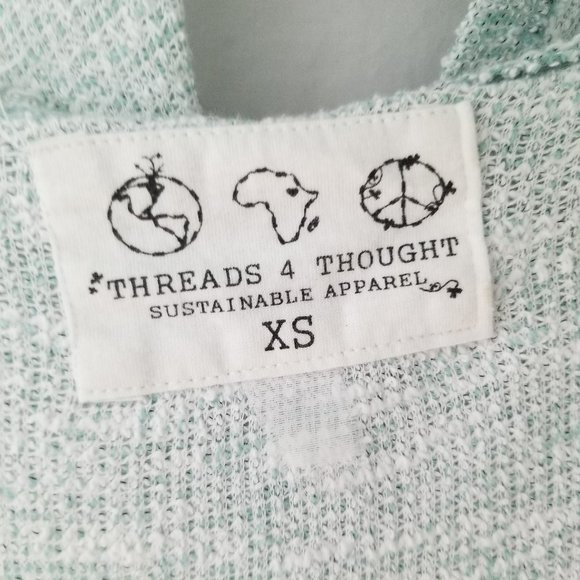 THREADS 4 THOUGHT
SUSTAINABLE APPAREL
XS